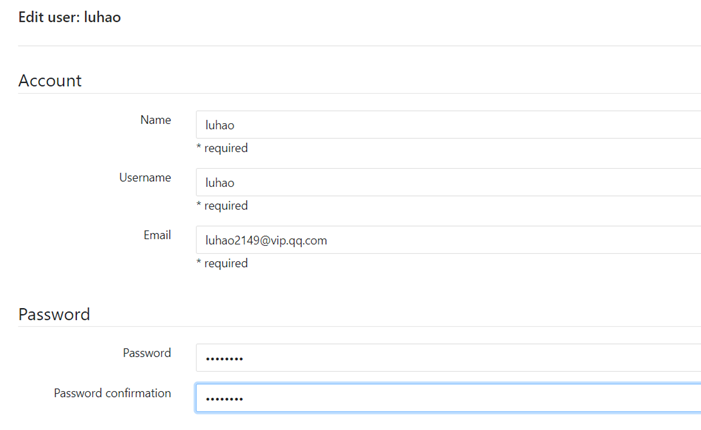 Edit user: luhao
Account
Name
luhao
* required
Username
luhao
* required
Email
luhao2149@vip.qq.com
* required
Password
Password
••••••••
Password confirmation
••••••••